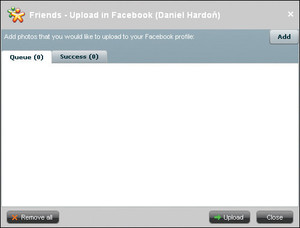 Friends - Upload in Facebook (Daniel Hardoň)
Add photos that you would like to upload to your Facebook profile:
Add
Queue (0) Success (0)
Remove all Upload Close